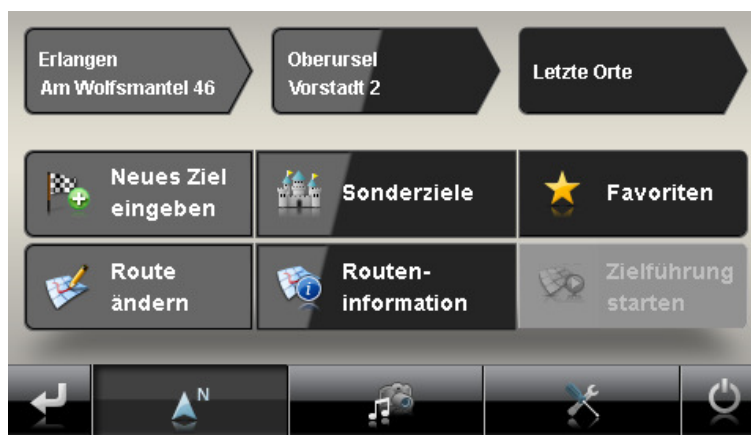 Erlangen
Am Wolfsmantel 46
Oberursel
Vorstadt 2
Letzte Orte
Neues Ziel
eingeben
Sonderziele
Favoriten
Route
ändern
Routen-
information
Zielführung
starten
N